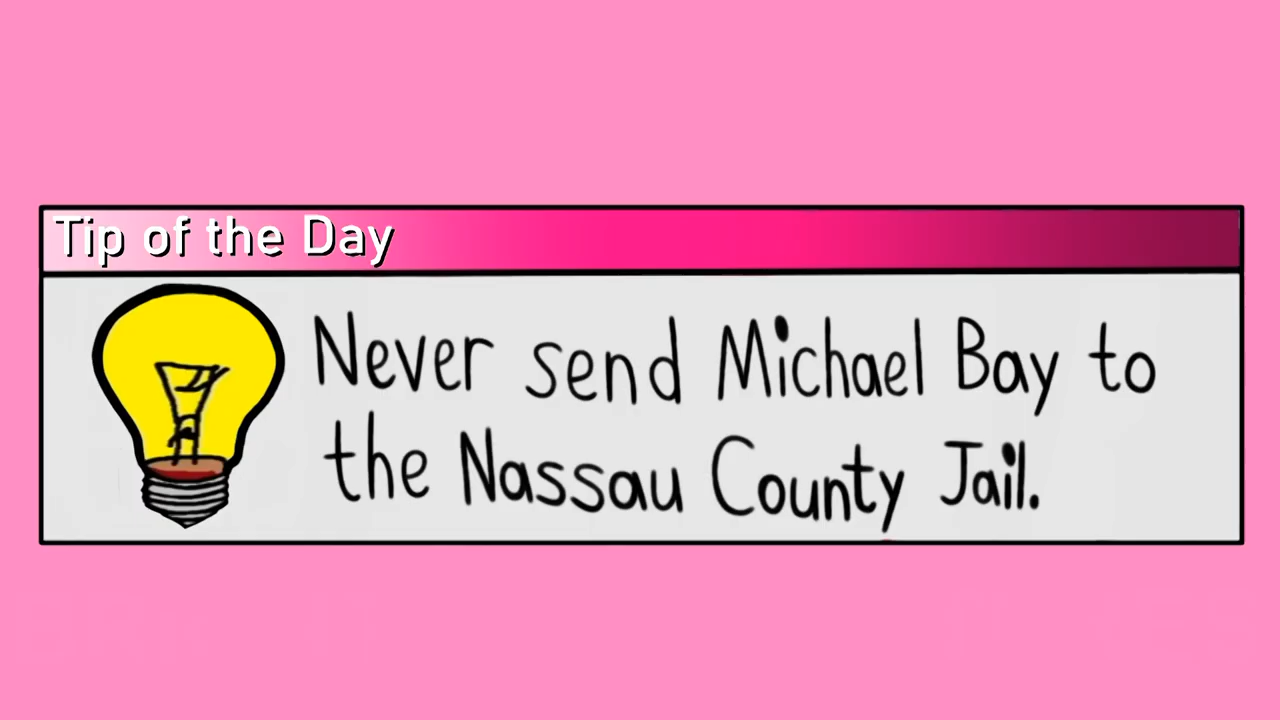 Tip of the Day
Never send Michael Bay to
the Nassau County Jail.